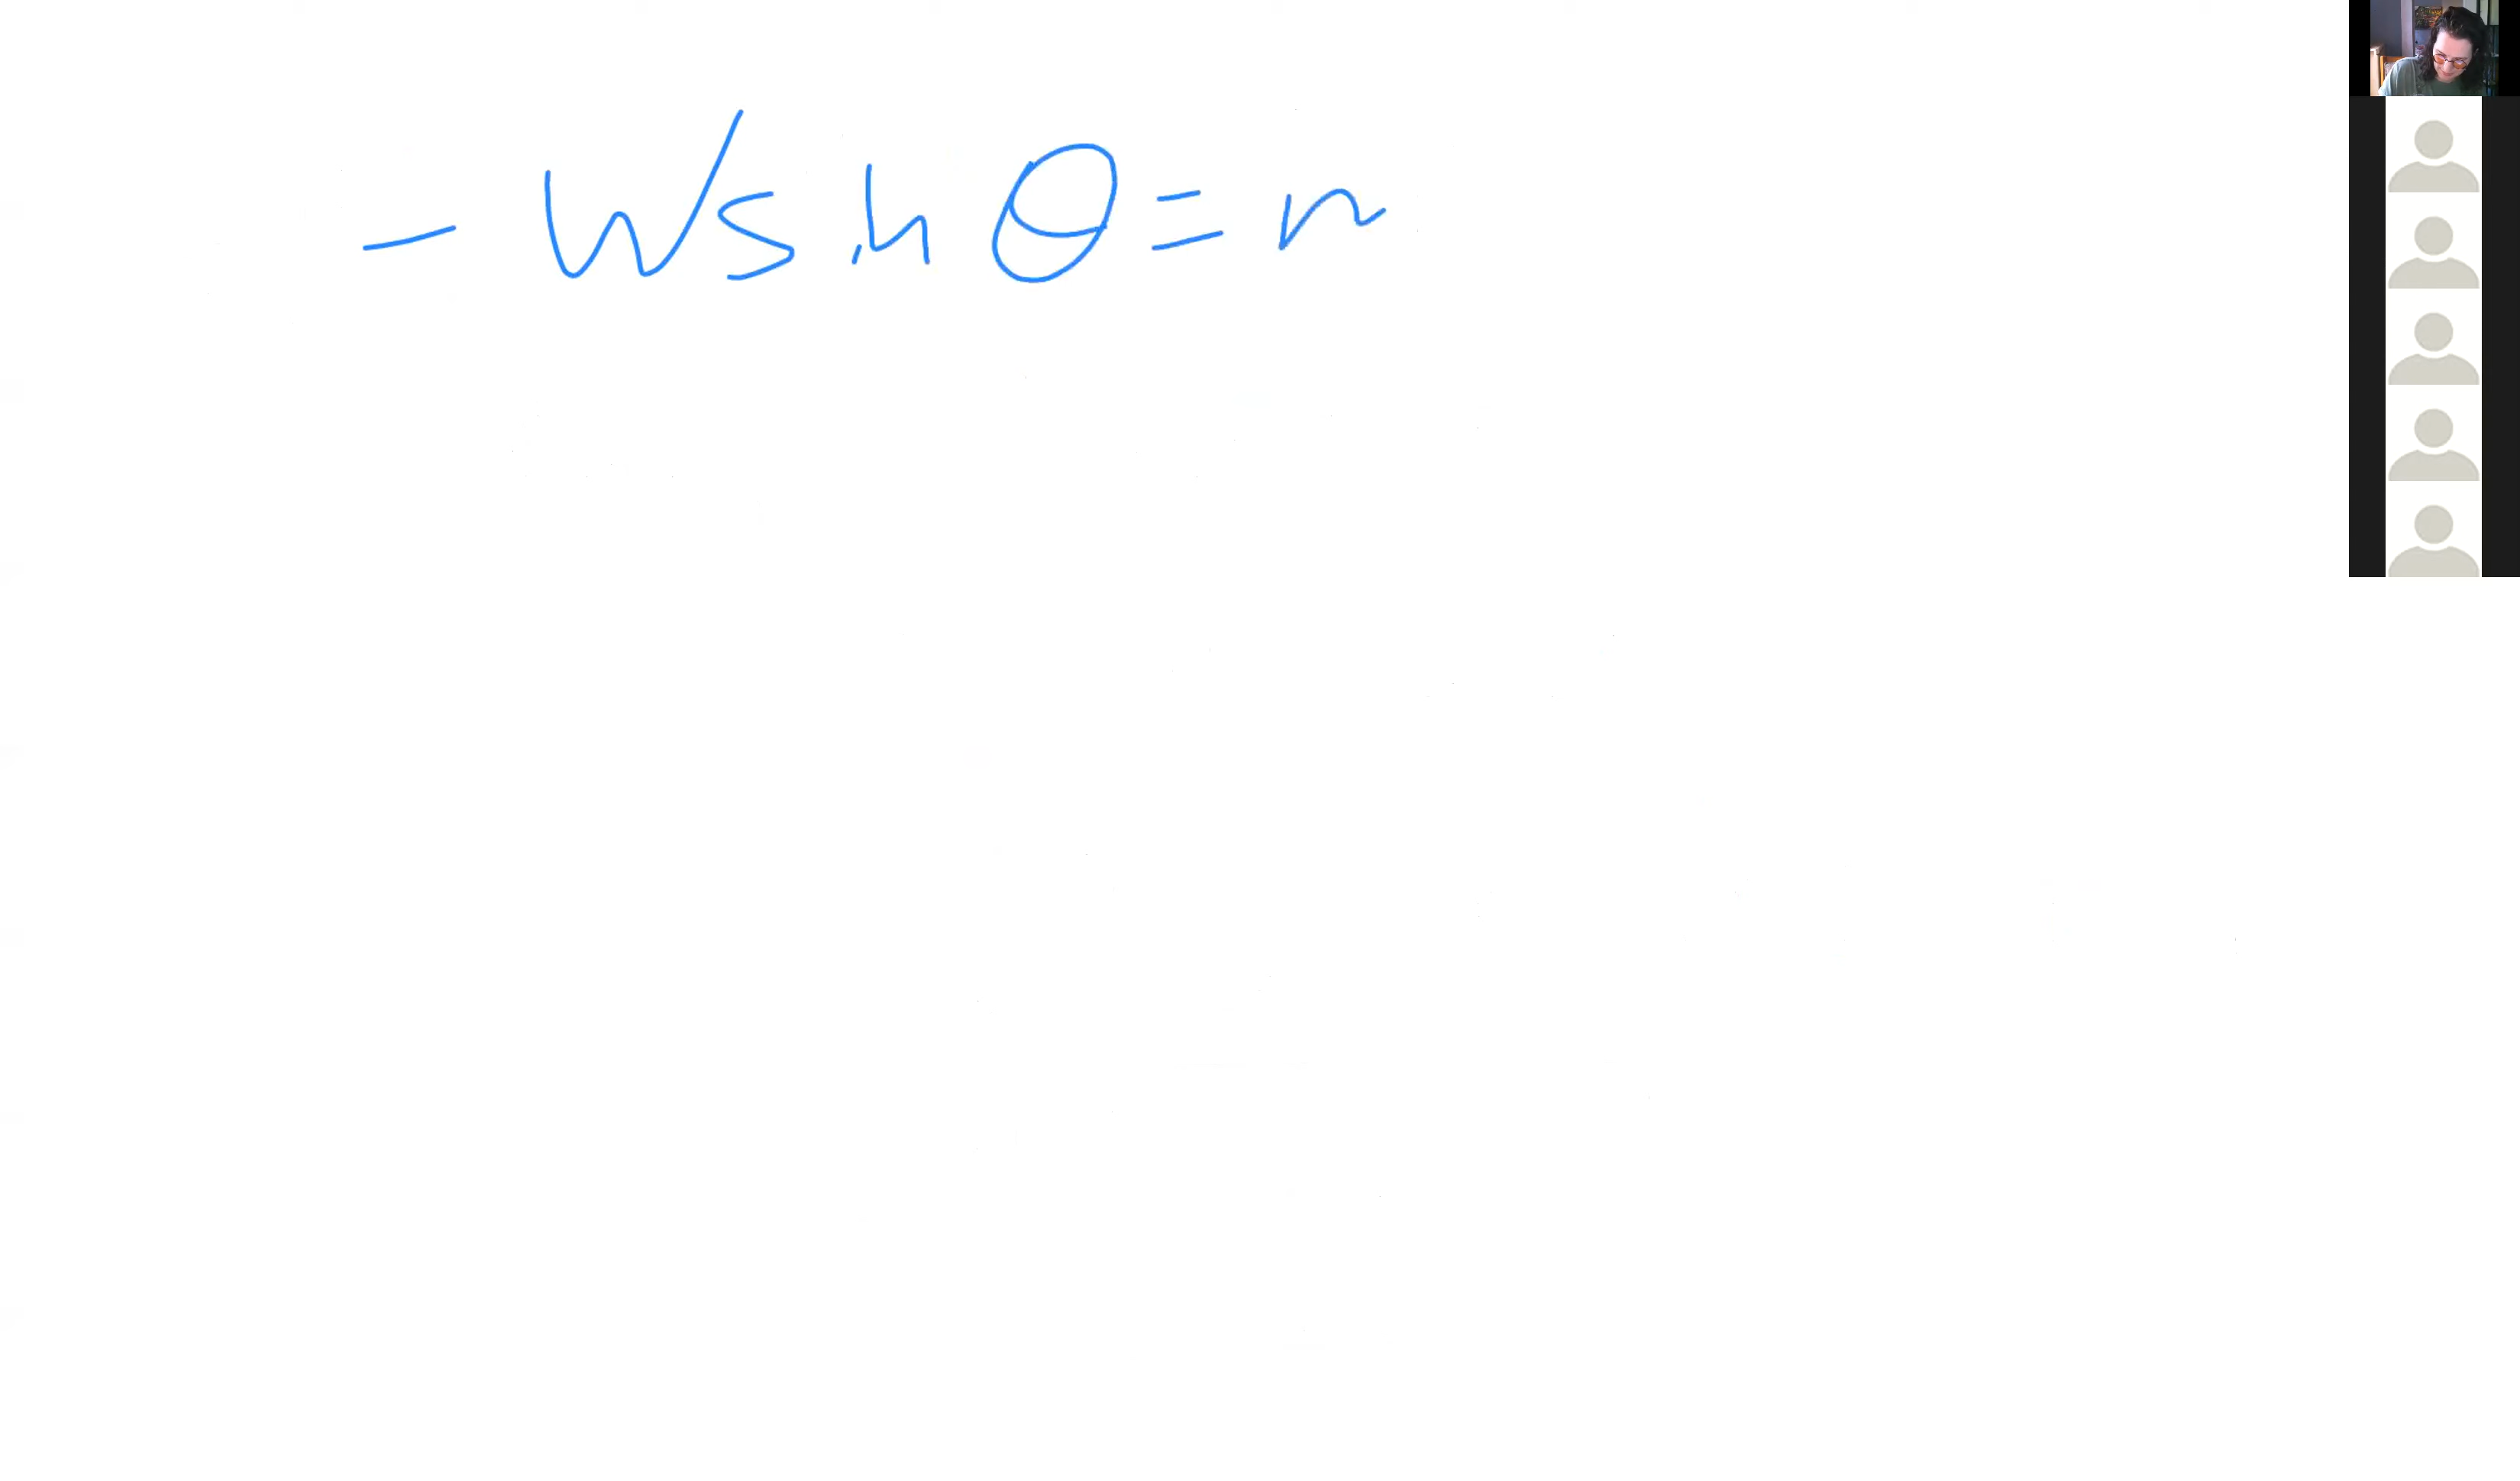 - W sin θ = m